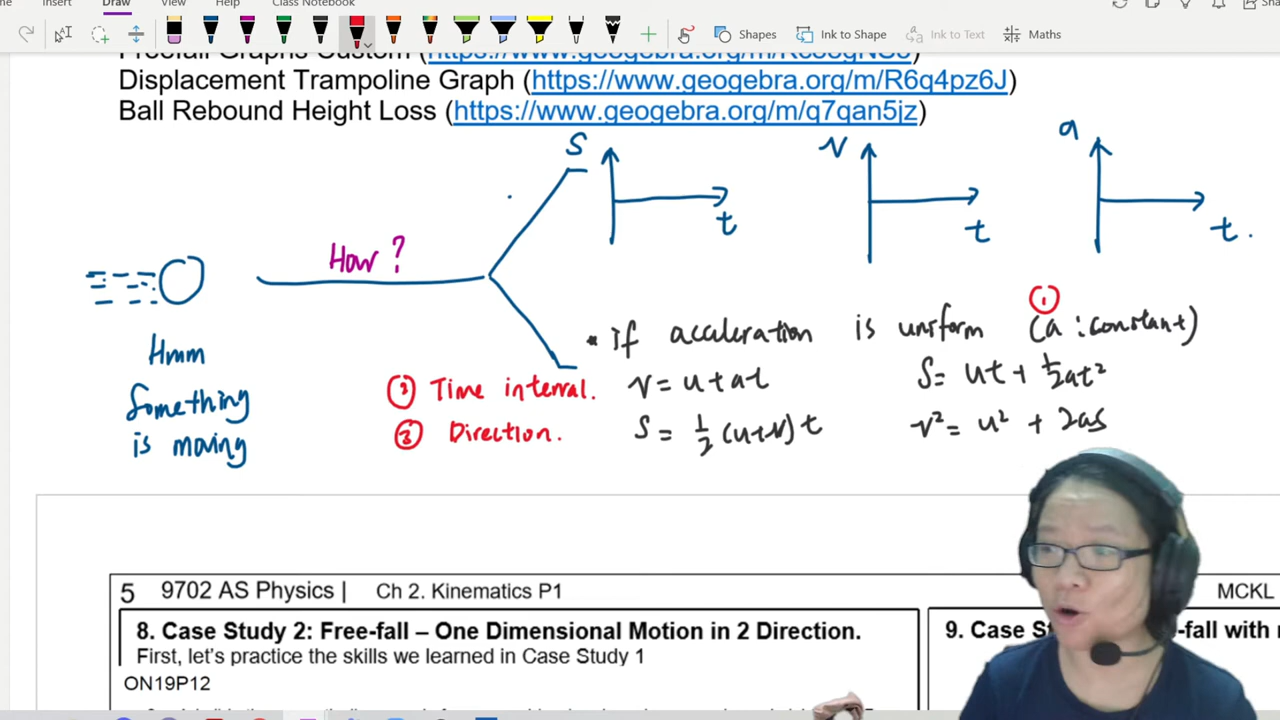 Insert Draw View Help Class Notebook
Shapes Ink to Shape Ink to Text Maths
Displacement Trampoline Graph (https://www.geogebra.org/m/R6q4pz6J)
Ball Rebound Height Loss (https://www.geogebra.org/m/q7qan5jz)
S t
v t
a t.
How?
Hmm
Something
is moving
① 
* if accleration is uniform (a : constant)
② Time interval. v = u + at S = ut + ½at²
③ Direction. S = ½(u+v)t v² = u² + 2as
5 9702 AS Physics | Ch 2. Kinematics P1 MCKL
8. Case Study 2: Free-fall – One Dimensional Motion in 2 Direction.
First, let's practice the skills we learned in Case Study 1
ON19P12
9. Case
-fall with